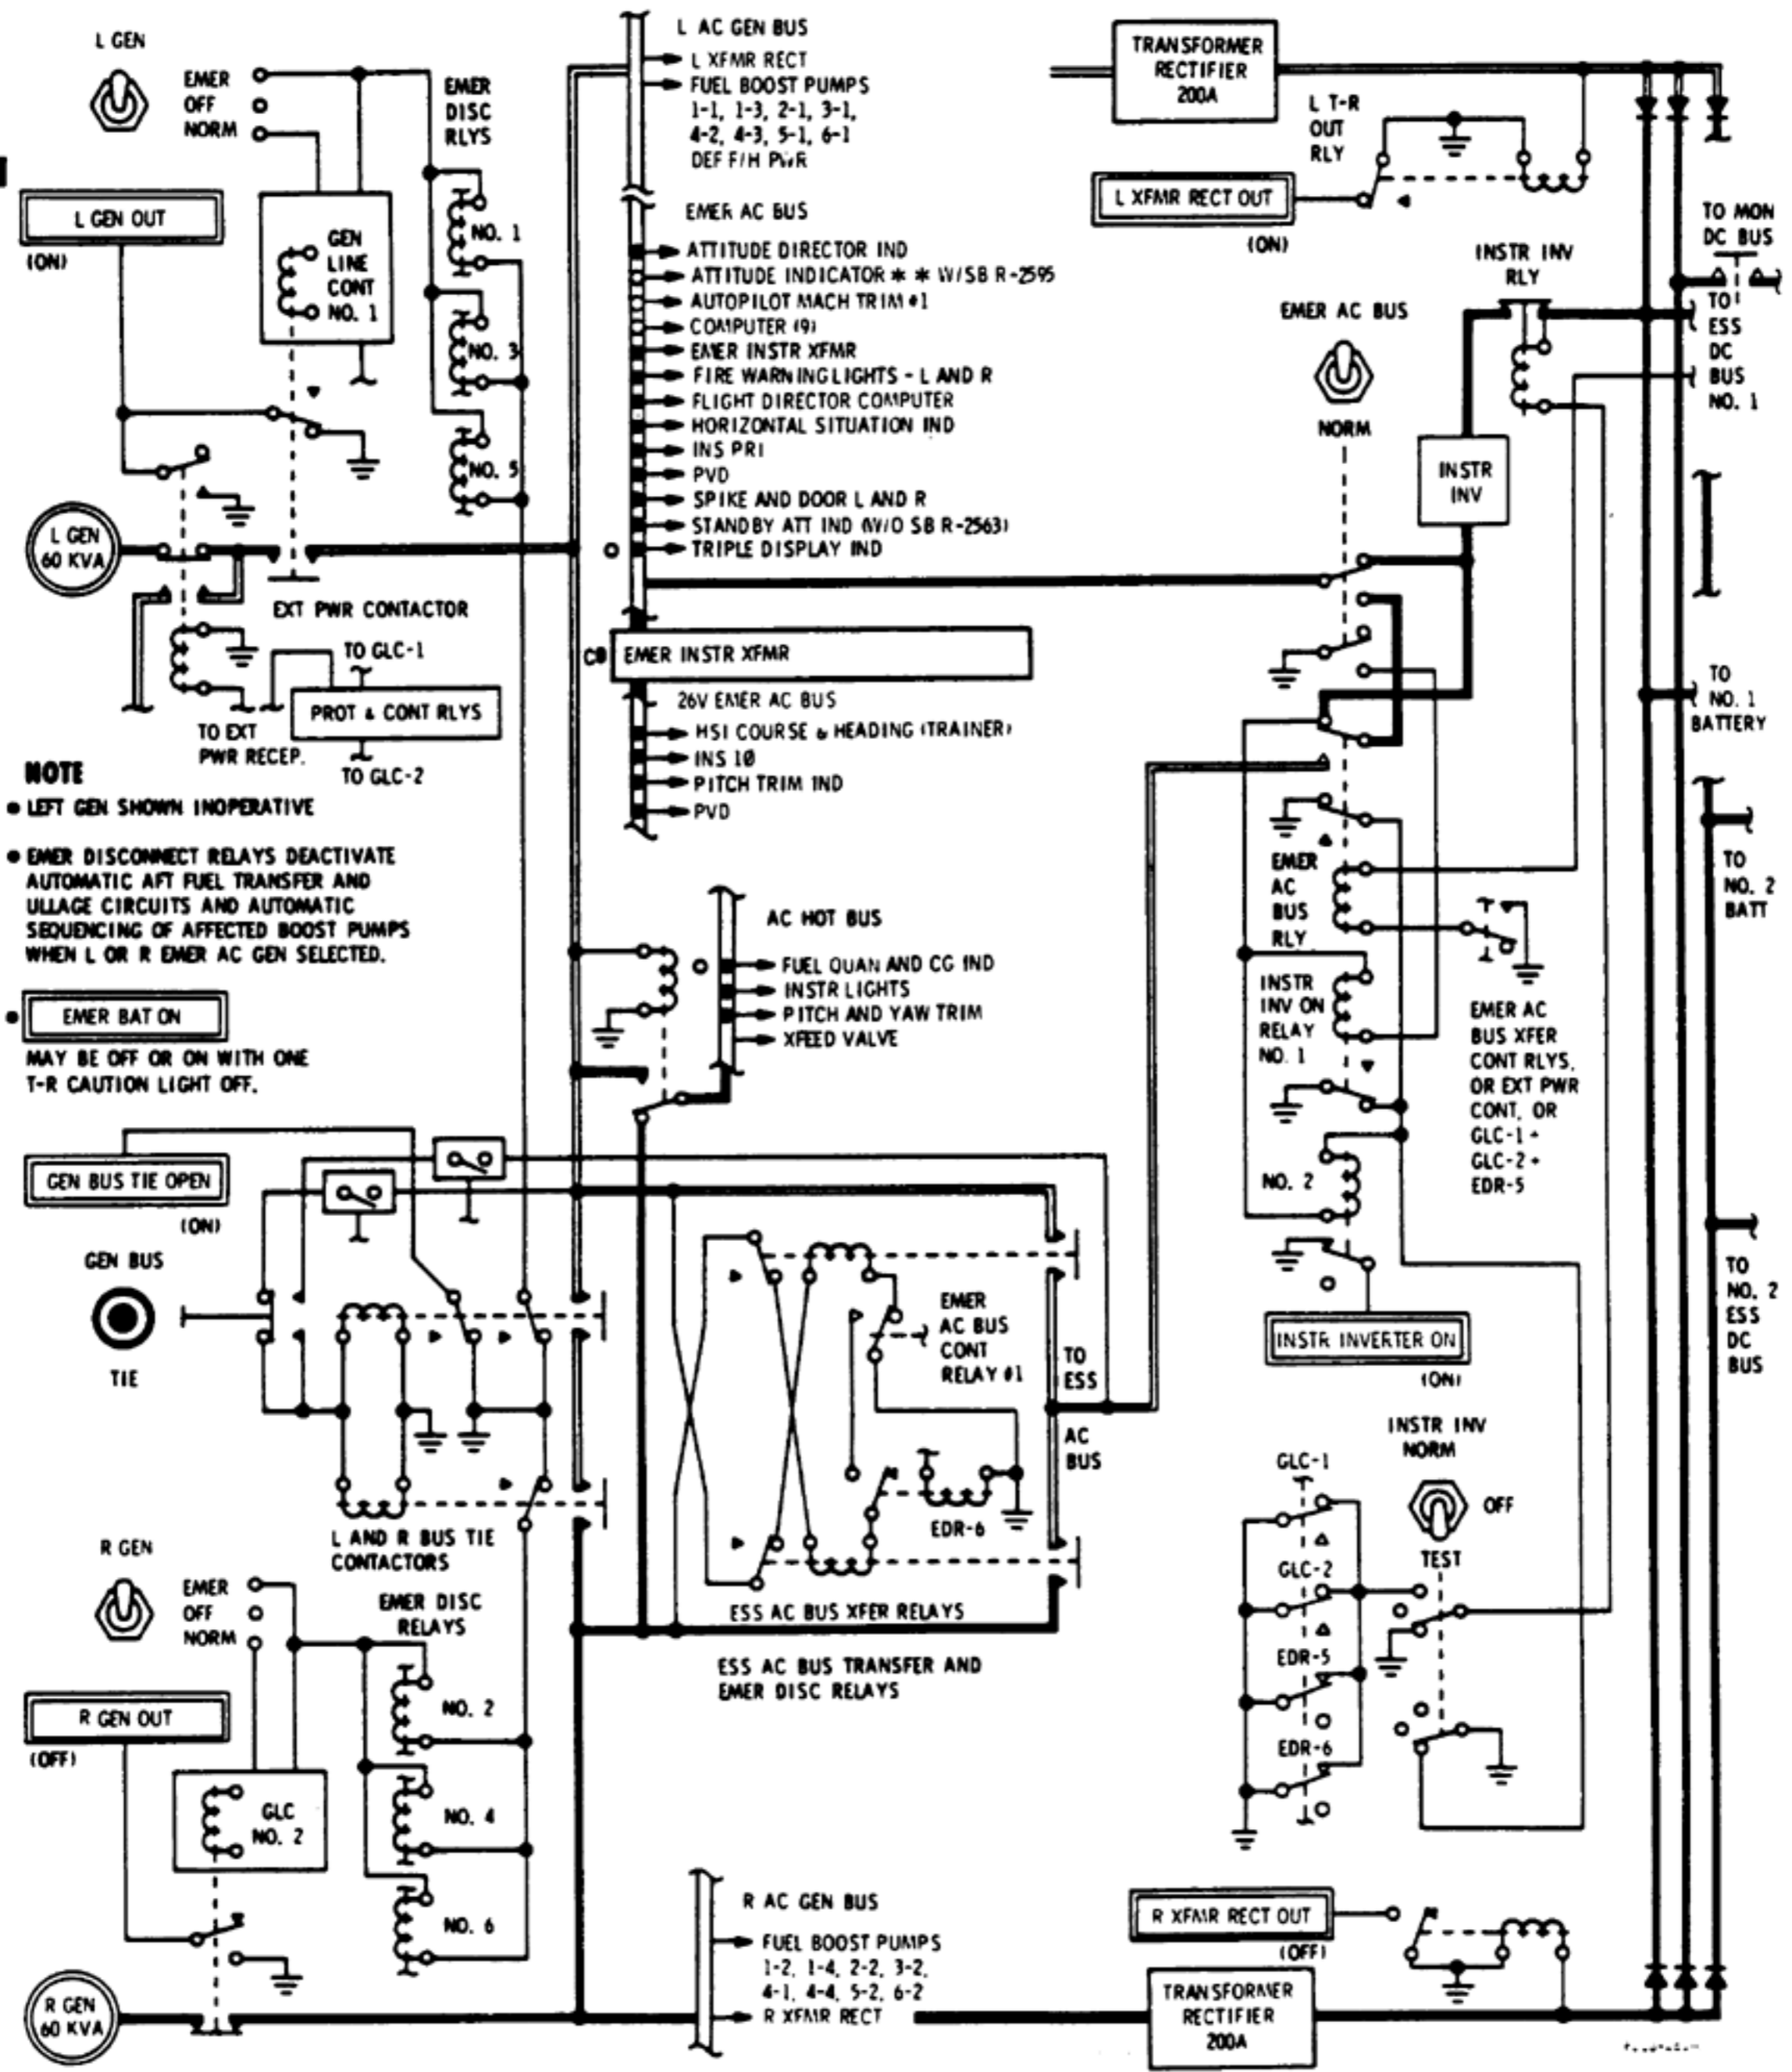 L GEN
EMER
OFF
NORM
EMER
DISC
RLYS
L GEN OUT
(ON)
GEN
LINE
CONT
NO. 1
NO. 1
NO. 3
NO. 5
L GEN
60 KVA
EXT PWR CONTACTOR
TO GLC-1
PROT & CONT RLYS
TO EXT
PWR RECEP.
TO GLC-2
NOTE
● LEFT GEN SHOWN INOPERATIVE
● EMER DISCONNECT RELAYS DEACTIVATE
AUTOMATIC AFT FUEL TRANSFER AND
ULLAGE CIRCUITS AND AUTOMATIC
SEQUENCING OF AFFECTED BOOST PUMPS
WHEN L OR R EMER AC GEN SELECTED.
● EMER BAT ON
MAY BE OFF OR ON WITH ONE
T-R CAUTION LIGHT OFF.
GEN BUS TIE OPEN
(ON)
GEN BUS
TIE
L AND R BUS TIE
CONTACTORS
R GEN
EMER
OFF
NORM
EMER DISC
RELAYS
R GEN OUT
(OFF)
GLC
NO. 2
NO. 2
NO. 4
NO. 6
R GEN
60 KVA
L AC GEN BUS
L XFMR RECT
FUEL BOOST PUMPS
1-1, 1-3, 2-1, 3-1,
4-2, 4-3, 5-1, 6-1
DEF F/H PWR
EMER AC BUS
ATTITUDE DIRECTOR IND
ATTITUDE INDICATOR * * W/SB R-2595
AUTOPILOT MACH TRIM #1
COMPUTER (9)
EMER INSTR XFMR
FIRE WARNING LIGHTS - L AND R
FLIGHT DIRECTOR COMPUTER
HORIZONTAL SITUATION IND
INS PRI
PVD
SPIKE AND DOOR L AND R
STANDBY ATT IND (W/O SB R-2563)
TRIPLE DISPLAY IND
CB EMER INSTR XFMR
26V EMER AC BUS
HSI COURSE & HEADING (TRAINER)
INS 1Ø
PITCH TRIM IND
PVD
AC HOT BUS
FUEL QUAN AND CG IND
INSTR LIGHTS
PITCH AND YAW TRIM
XFEED VALVE
EMER
AC BUS
CONT
RELAY #1
TO
ESS
AC
BUS
EDR-6
ESS AC BUS XFER RELAYS
ESS AC BUS TRANSFER AND
EMER DISC RELAYS
R AC GEN BUS
FUEL BOOST PUMPS
1-2, 1-4, 2-2, 3-2,
4-1, 4-4, 5-2, 6-2
R XFMR RECT
TRANSFORMER
RECTIFIER
200A
L T-R
OUT
RLY
L XFMR RECT OUT
(ON)
TO MON
DC BUS
INSTR INV
RLY
EMER AC BUS
NORM
TO
ESS
DC
BUS
NO. 1
INSTR
INV
TO
NO. 1
BATTERY
EMER
AC
BUS
RLY
TO
NO. 2
BATT
INSTR
INV ON
RELAY
NO. 1
EMER AC
BUS XFER
CONT RLYS,
OR EXT PWR
CONT, OR
GLC-1 +
GLC-2 +
EDR-5
NO. 2
TO
NO. 2
ESS
DC
BUS
INSTR INVERTER ON
(ON)
INSTR INV
NORM
OFF
TEST
GLC-1
GLC-2
EDR-5
EDR-6
R XFMR RECT OUT
(OFF)
TRANSFORMER
RECTIFIER
200A